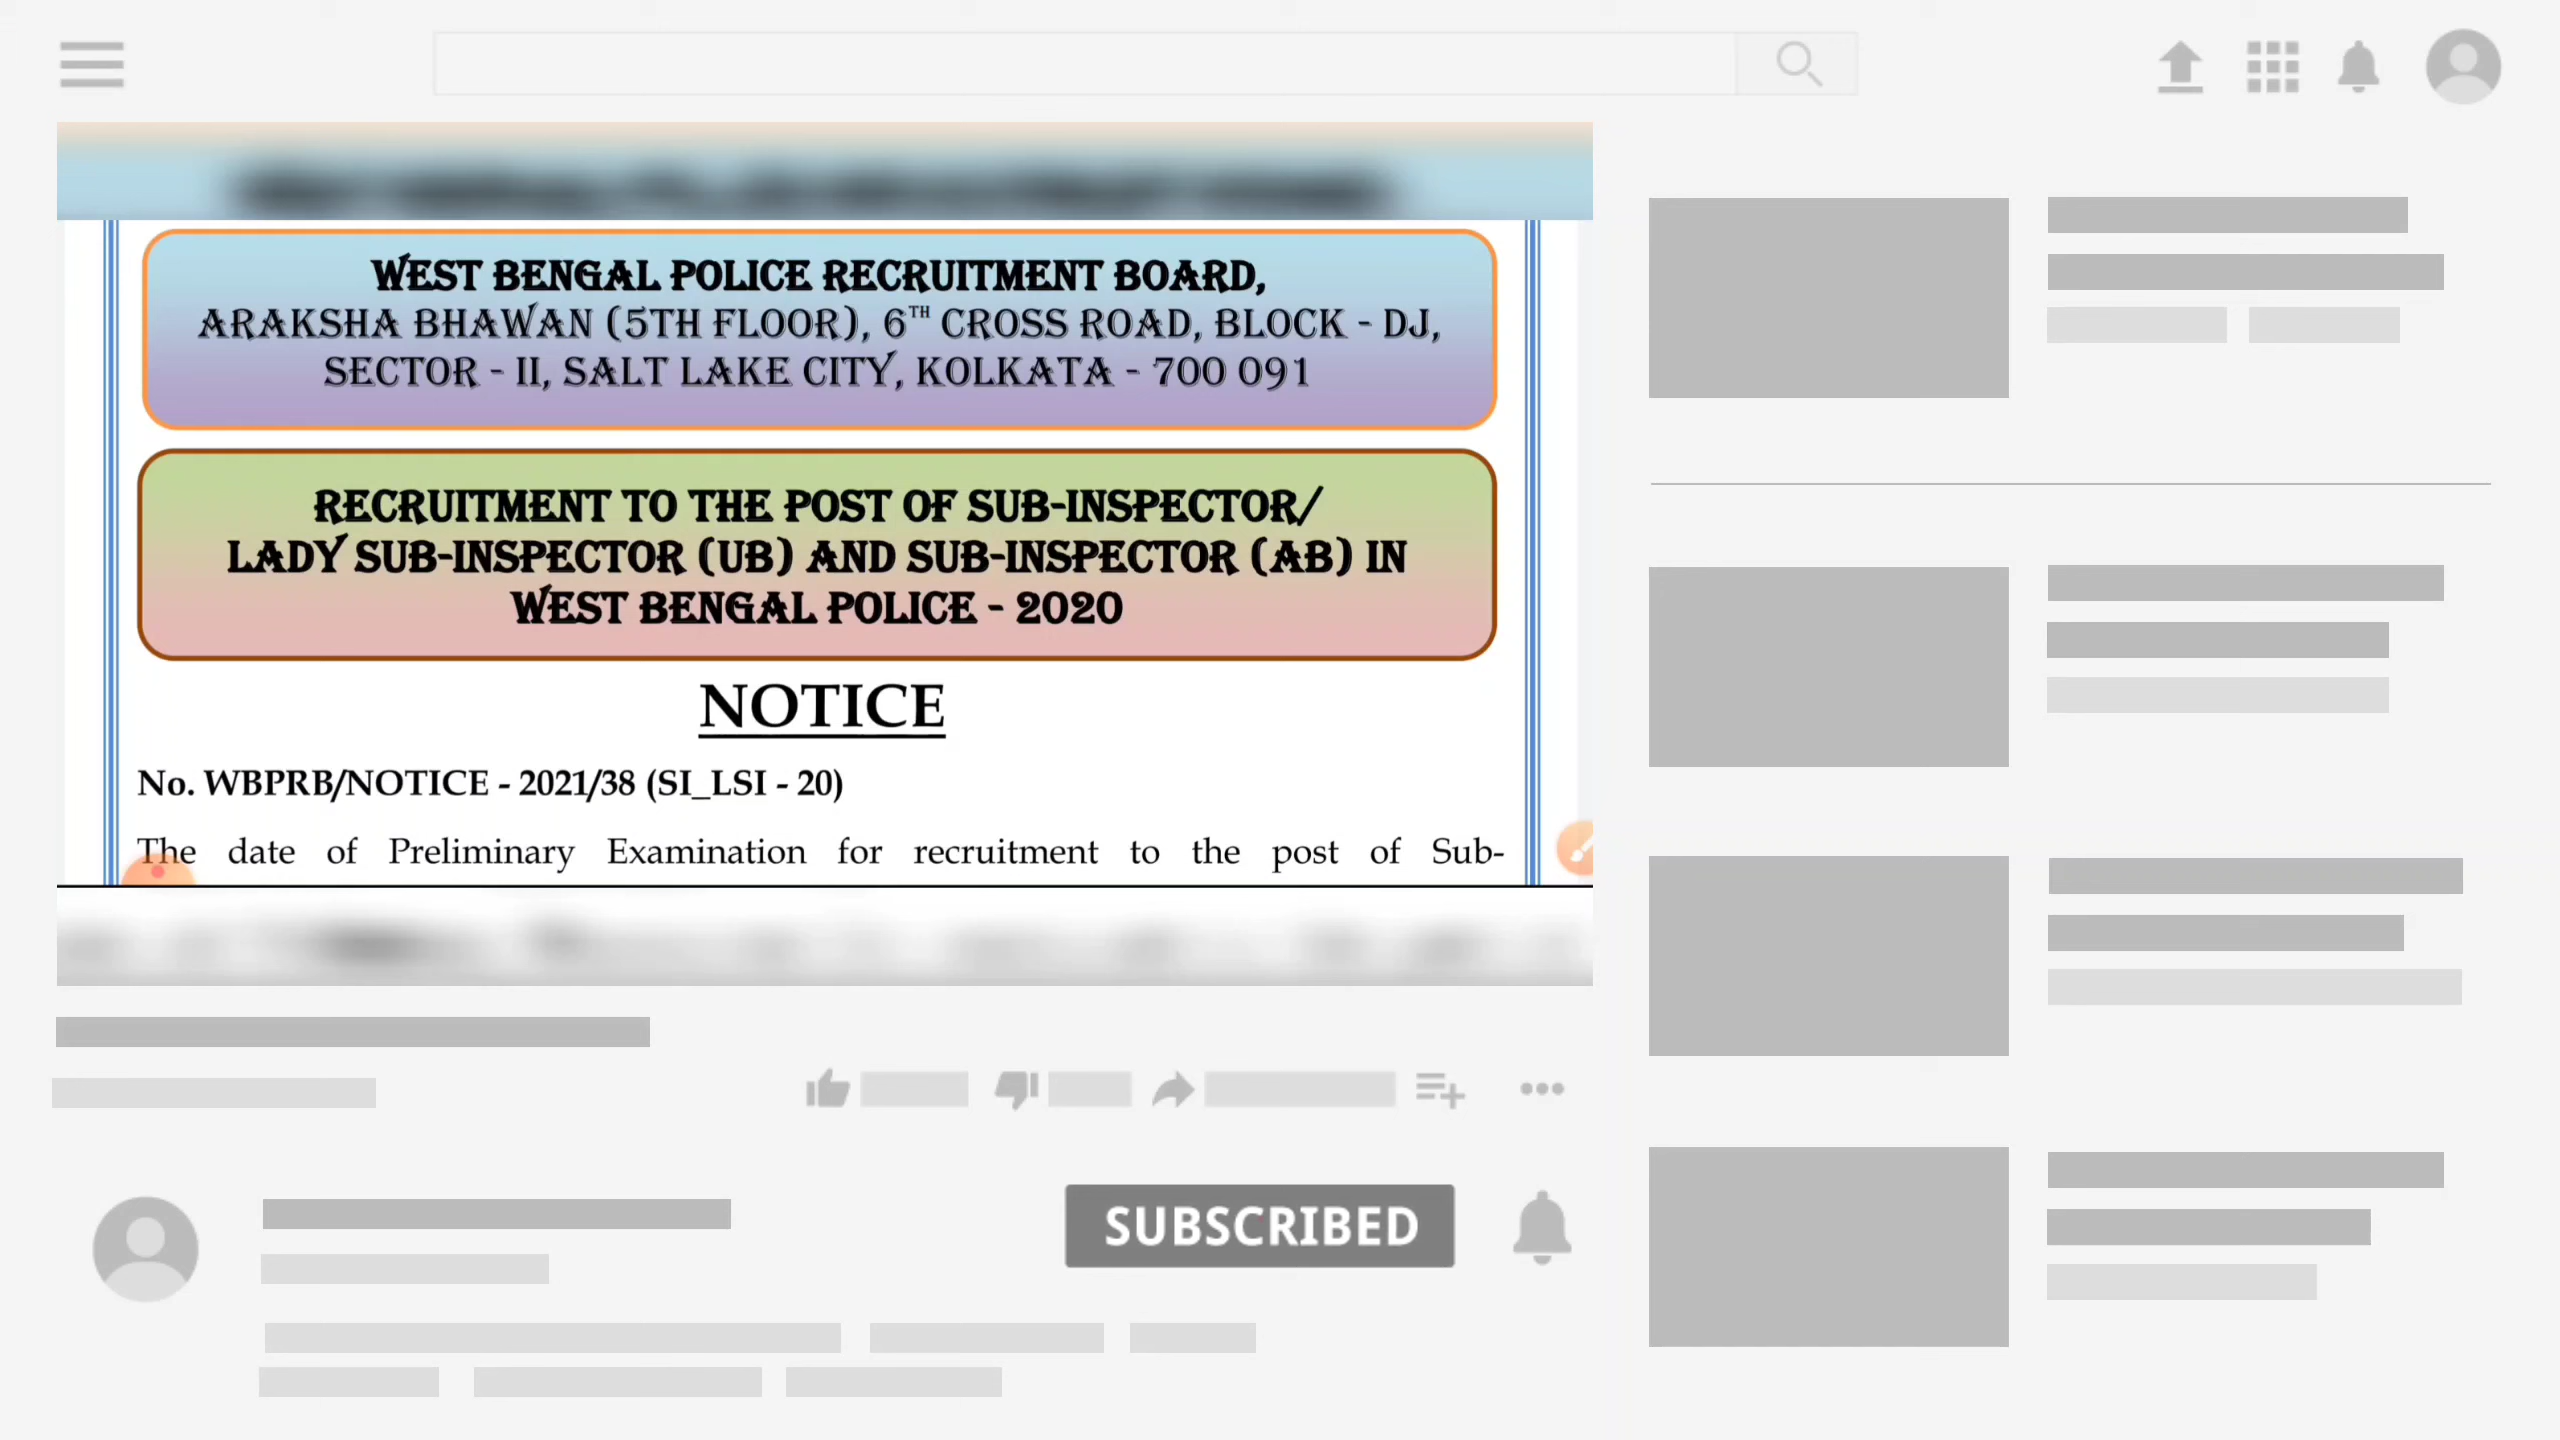 WEST BENGAL POLICE RECRUITMENT BOARD,
ARAKSHA BHAWAN (5TH FLOOR), 6TH CROSS ROAD, BLOCK - DJ,
SECTOR - II, SALT LAKE CITY, KOLKATA - 700 091
RECRUITMENT TO THE POST OF SUB-INSPECTOR/
LADY SUB-INSPECTOR (UB) AND SUB-INSPECTOR (AB) IN
WEST BENGAL POLICE - 2020
NOTICE
No. WBPRB/NOTICE - 2021/38 (SI_LSI - 20)
The date of Preliminary Examination for recruitment to the post of Sub-
SUBSCRIBED